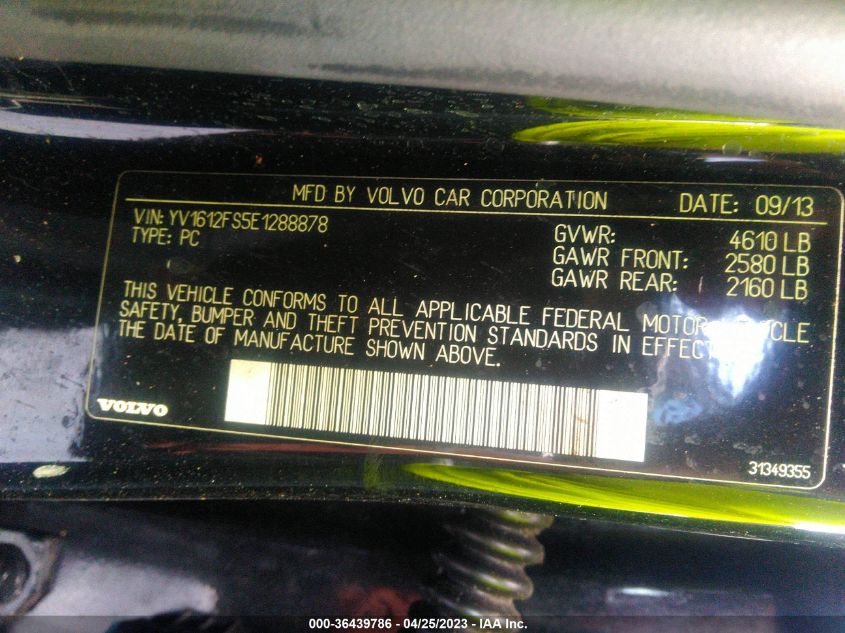 MFD BY VOLVO CAR CORPORATION DATE: 09/13
VIN: YV1612FS5E1288878
TYPE: PC
GVWR: 4610 LB
GAWR FRONT: 2580 LB
GAWR REAR: 2160 LB
THIS VEHICLE CONFORMS TO ALL APPLICABLE FEDERAL MOTOR VEHICLE
SAFETY, BUMPER AND THEFT PREVENTION STANDARDS IN EFFECT
THE DATE OF MANUFACTURE SHOWN ABOVE.
VOLVO
31349355
000-36439786 - 04/25/2023 - IAA Inc.